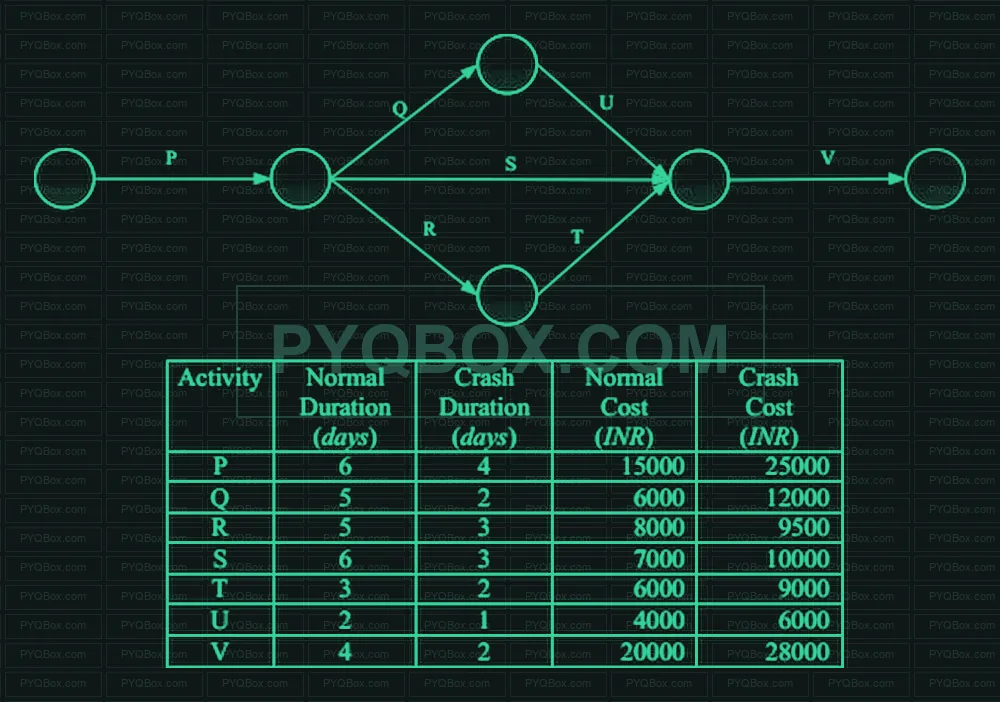 P
Q
U
S
V
R
T
PYQBOX.COM
Activity Normal Duration (days) Crash Duration (days) Normal Cost (INR) Crash Cost (INR)
P 6 4 15000 25000
Q 5 2 6000 12000
R 5 3 8000 9500
S 6 3 7000 10000
T 3 2 6000 9000
U 2 1 4000 6000
V 4 2 20000 28000
PYQBox.com